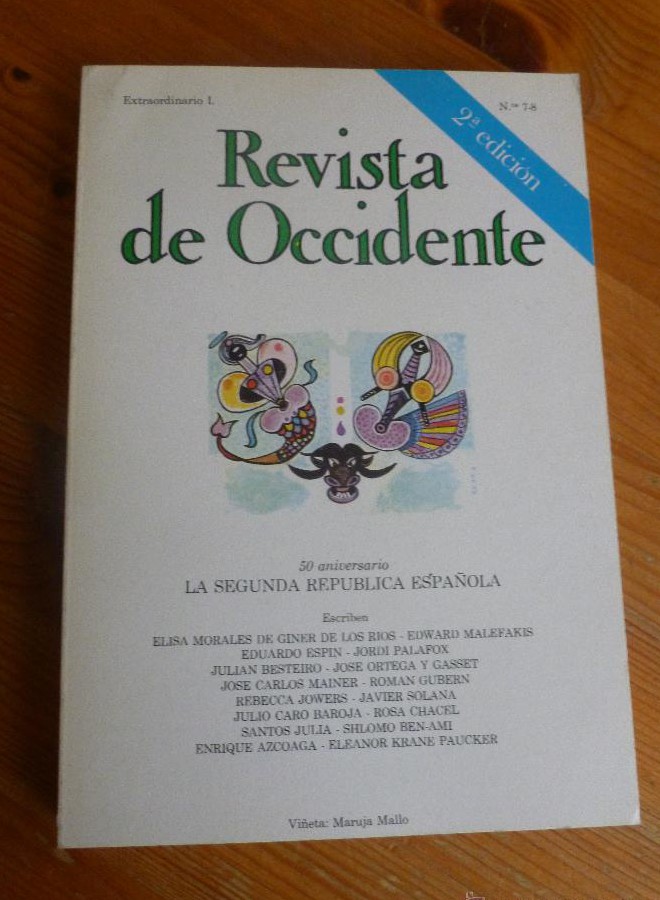 Extraordinario I.
N.ᵒˢ 7-8
2ª edición
Revista
de Occidente
50 aniversario
LA SEGUNDA REPUBLICA ESPAÑOLA
Escriben
ELISA MORALES DE GINER DE LOS RIOS - EDWARD MALEFAKIS
EDUARDO ESPIN - JORDI PALAFOX
JULIAN BESTEIRO - JOSE ORTEGA Y GASSET
JOSE CARLOS MAINER - ROMAN GUBERN
REBECCA JOWERS - JAVIER SOLANA
JULIO CARO BAROJA - ROSA CHACEL
SANTOS JULIA - SHLOMO BEN-AMI
ENRIQUE AZCOAGA - ELEANOR KRANE PAUCKER
Viñeta: Maruja Mallo